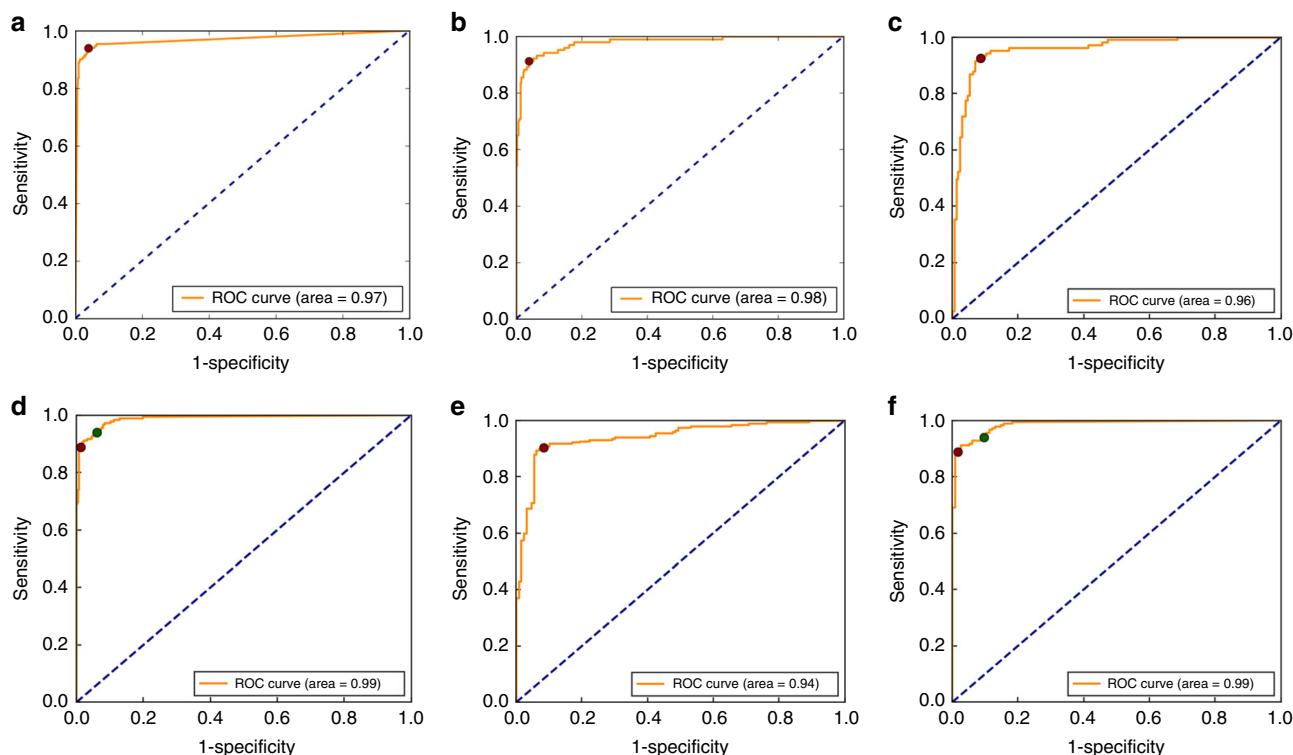 a
1.0
0.8
0.6
0.4
0.2
0.0
Sensitivity
ROC curve (area = 0.97)
0.0 0.2 0.4 0.6 0.8 1.0
1-specificity
b
1.0
0.8
0.6
0.4
0.2
0.0
Sensitivity
ROC curve (area = 0.98)
0.0 0.2 0.4 0.6 0.8 1.0
1-specificity
c
1.0
0.8
0.6
0.4
0.2
0.0
Sensitivity
ROC curve (area = 0.96)
0.0 0.2 0.4 0.6 0.8 1.0
1-specificity
d
1.0
0.8
0.6
0.4
0.2
0.0
Sensitivity
ROC curve (area = 0.99)
0.0 0.2 0.4 0.6 0.8 1.0
1-specificity
e
1.0
0.8
0.6
0.4
0.2
0.0
Sensitivity
ROC curve (area = 0.94)
0.0 0.2 0.4 0.6 0.8 1.0
1-specificity
f
1.0
0.8
0.6
0.4
0.2
0.0
Sensitivity
ROC curve (area = 0.99)
0.0 0.2 0.4 0.6 0.8 1.0
1-specificity